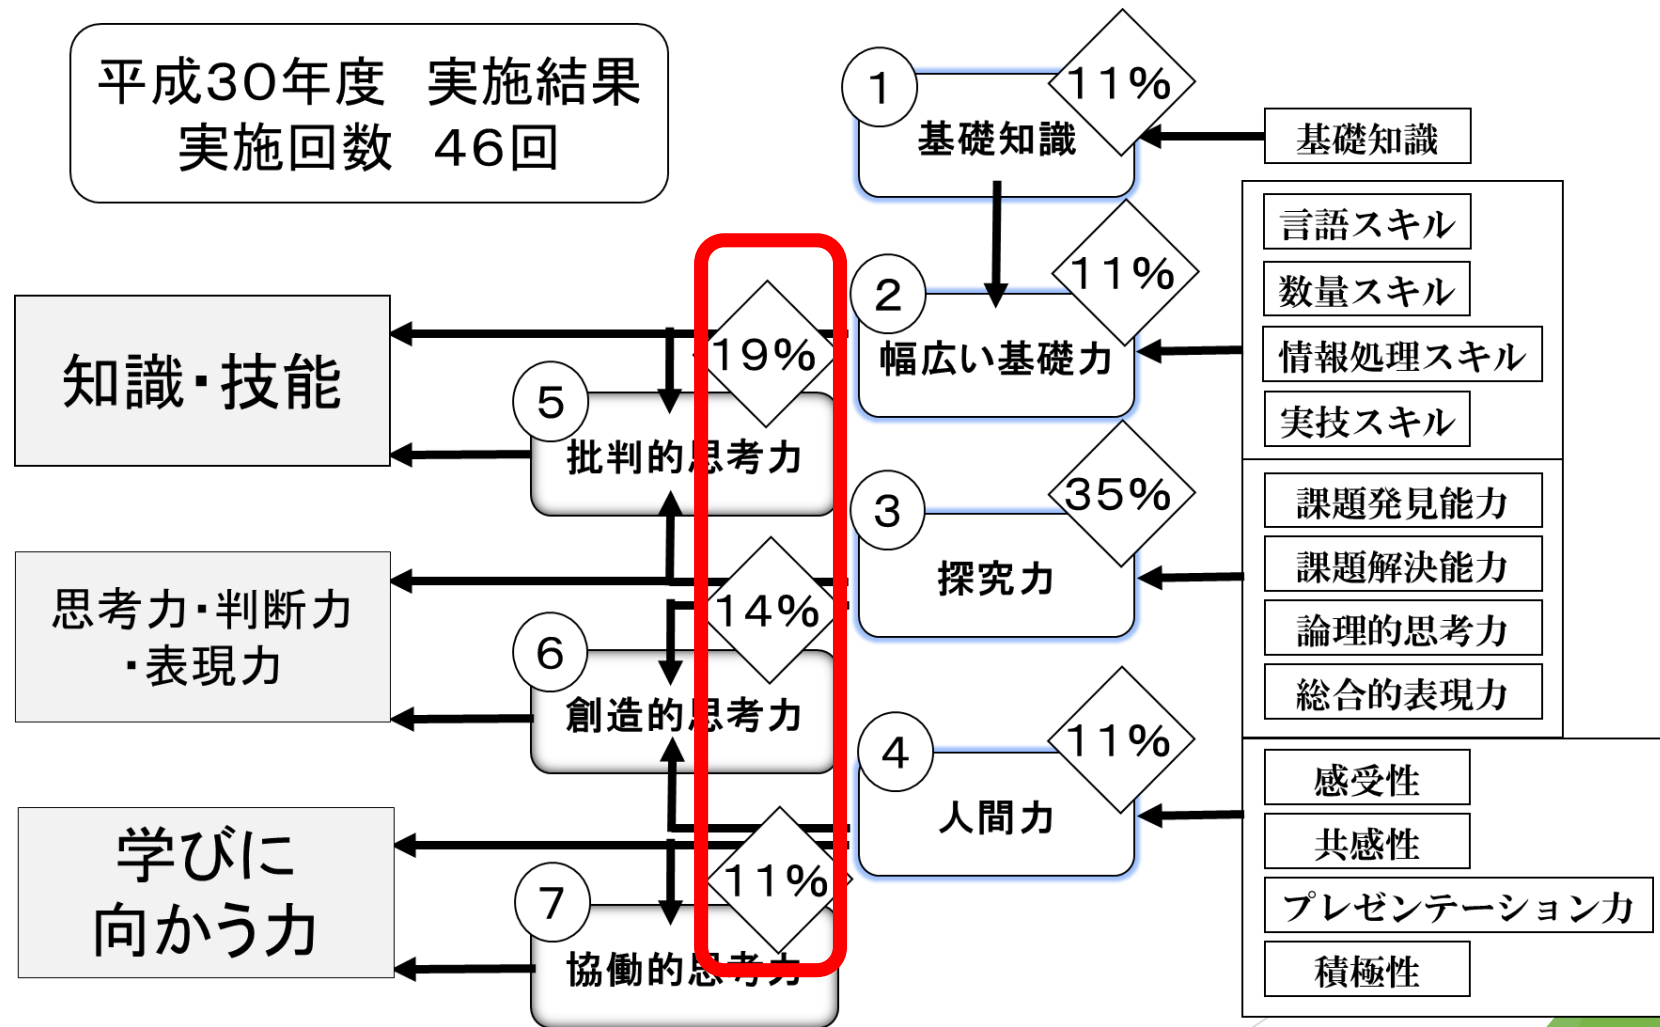 平成30年度　実施結果
実施回数　46回
1
11%
基礎知識
基礎知識
2
11%
幅広い基礎力
言語スキル
数量スキル
情報処理スキル
実技スキル
3
35%
探究力
課題発見能力
課題解決能力
論理的思考力
総合的表現力
4
11%
人間力
感受性
共感性
プレゼンテーション力
積極性
5
19%
批判的思考力
6
14%
創造的思考力
7
11%
協働的思考力
知識・技能
思考力・判断力
・表現力
学びに
向かう力